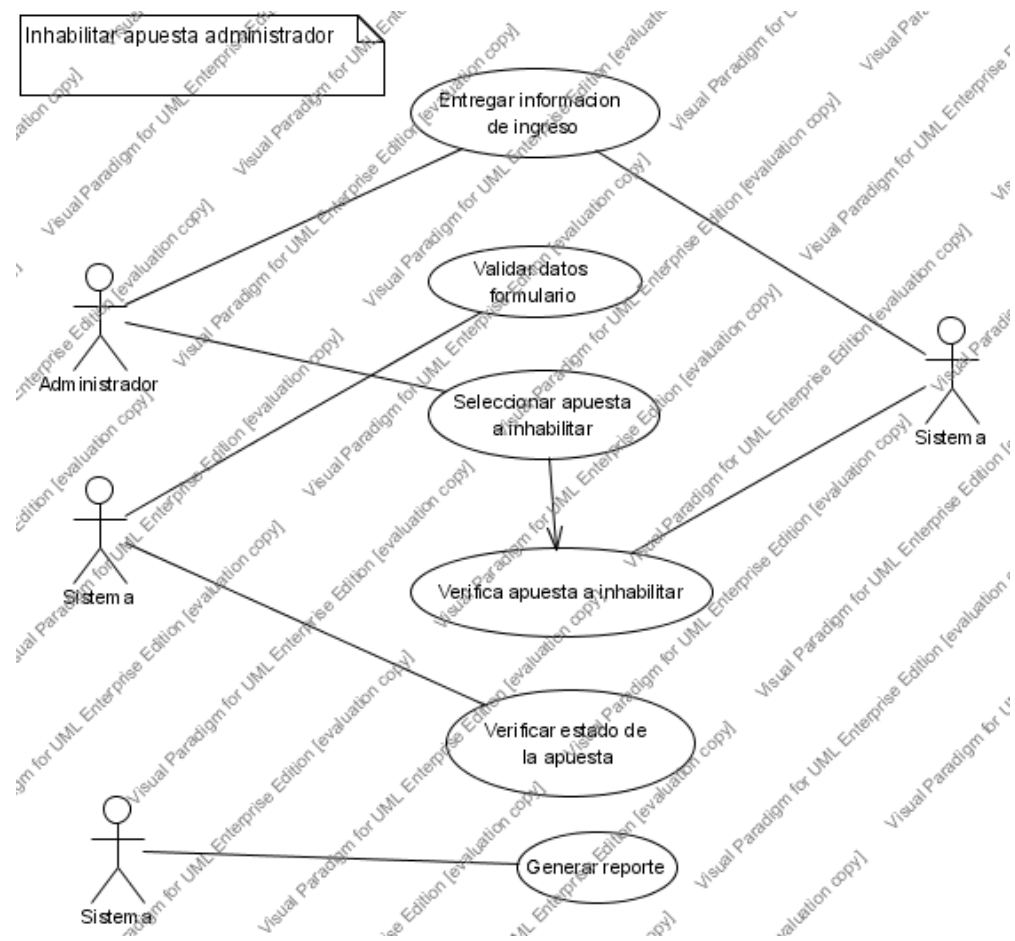 Inhabilitar apuesta administrador
Entregar informacion
de ingreso
Validar datos
formulario
Administrador
Seleccionar apuesta
a inhabilitar
Sistema
Sistema
Verifica apuesta a inhabilitar
Verificar estado de
la apuesta
Generar reporte
Sistema
Visual Paradigm for UML Enterprise Edition [evaluation copy]